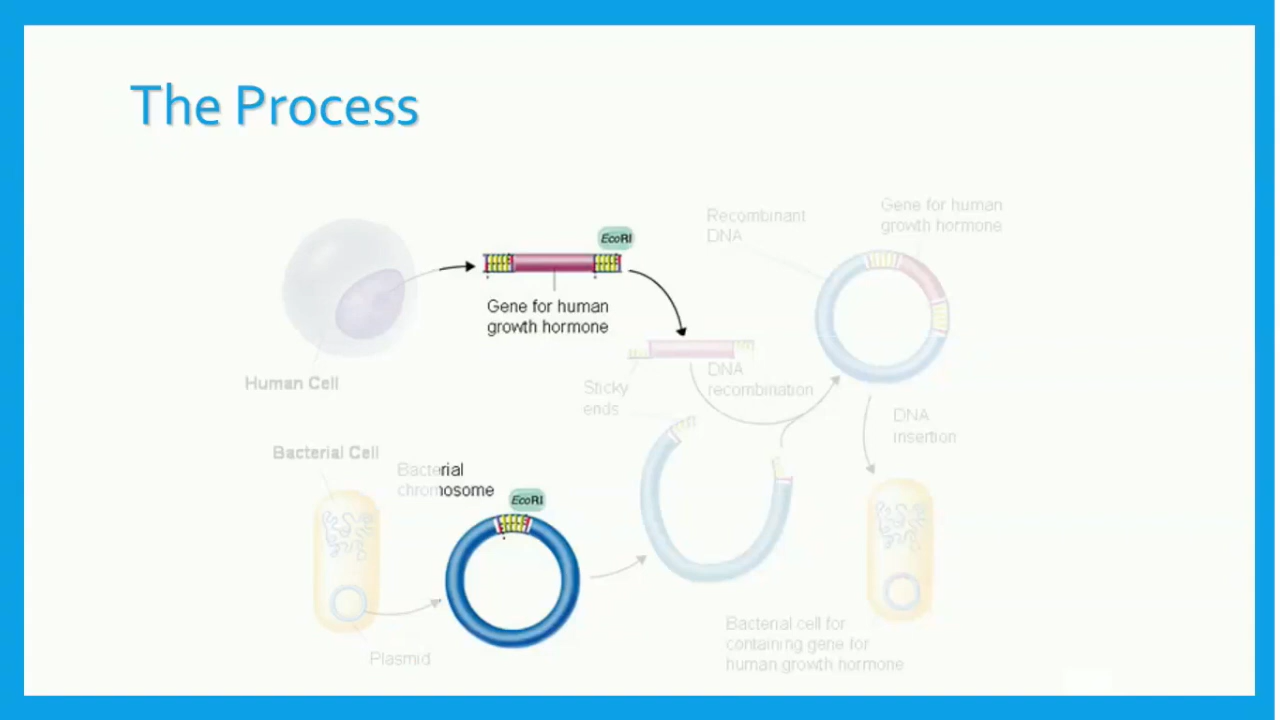 The Process
Recombinant
DNA
Gene for human
growth hormone
EcoRI
Gene for human
growth hormone
Human Cell
Sticky
ends
DNA
recombination
DNA
insertion
Bacterial Cell
Bacterial
chromosome
EcoRI
Plasmid
Bacterial cell for
containing gene for
human growth hormone